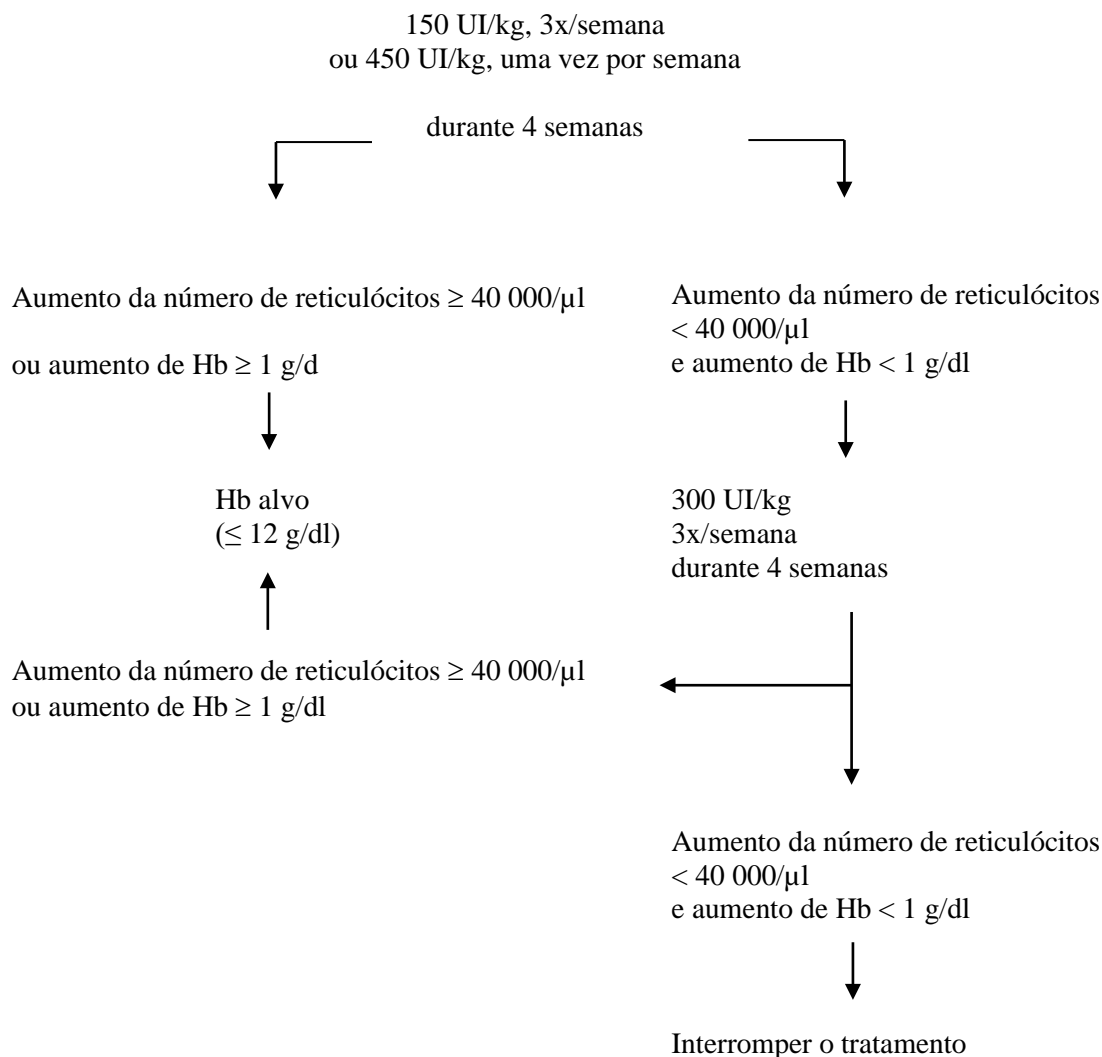 150 UI/kg, 3x/semana
ou 450 UI/kg, uma vez por semana
durante 4 semanas
Aumento da número de reticulócitos ≥ 40 000/µl
ou aumento de Hb ≥ 1 g/d
Aumento da número de reticulócitos
< 40 000/µl
e aumento de Hb < 1 g/dl
Hb alvo
(≤ 12 g/dl)
300 UI/kg
3x/semana
durante 4 semanas
Aumento da número de reticulócitos ≥ 40 000/µl
ou aumento de Hb ≥ 1 g/dl
Aumento da número de reticulócitos
< 40 000/µl
e aumento de Hb < 1 g/dl
Interromper o tratamento